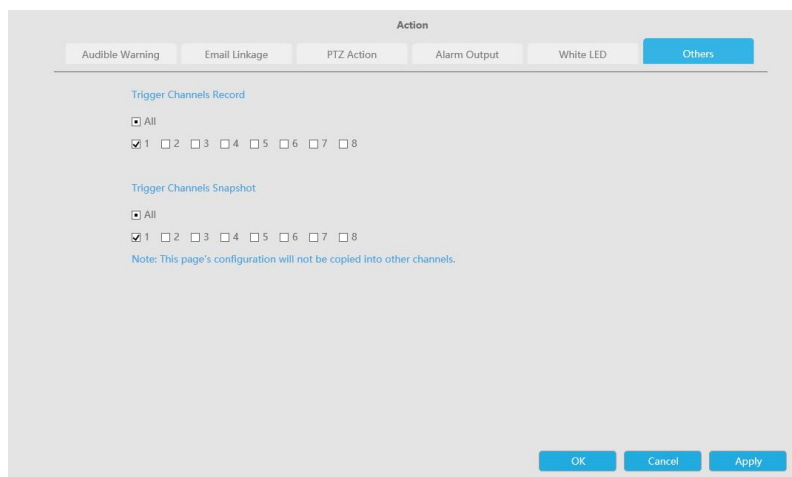 Action
Audible Warning Email Linkage PTZ Action Alarm Output White LED Others
Trigger Channels Record
All
1 2 3 4 5 6 7 8
Trigger Channels Snapshot
All
1 2 3 4 5 6 7 8
Note: This page's configuration will not be copied into other channels.
OK Cancel Apply